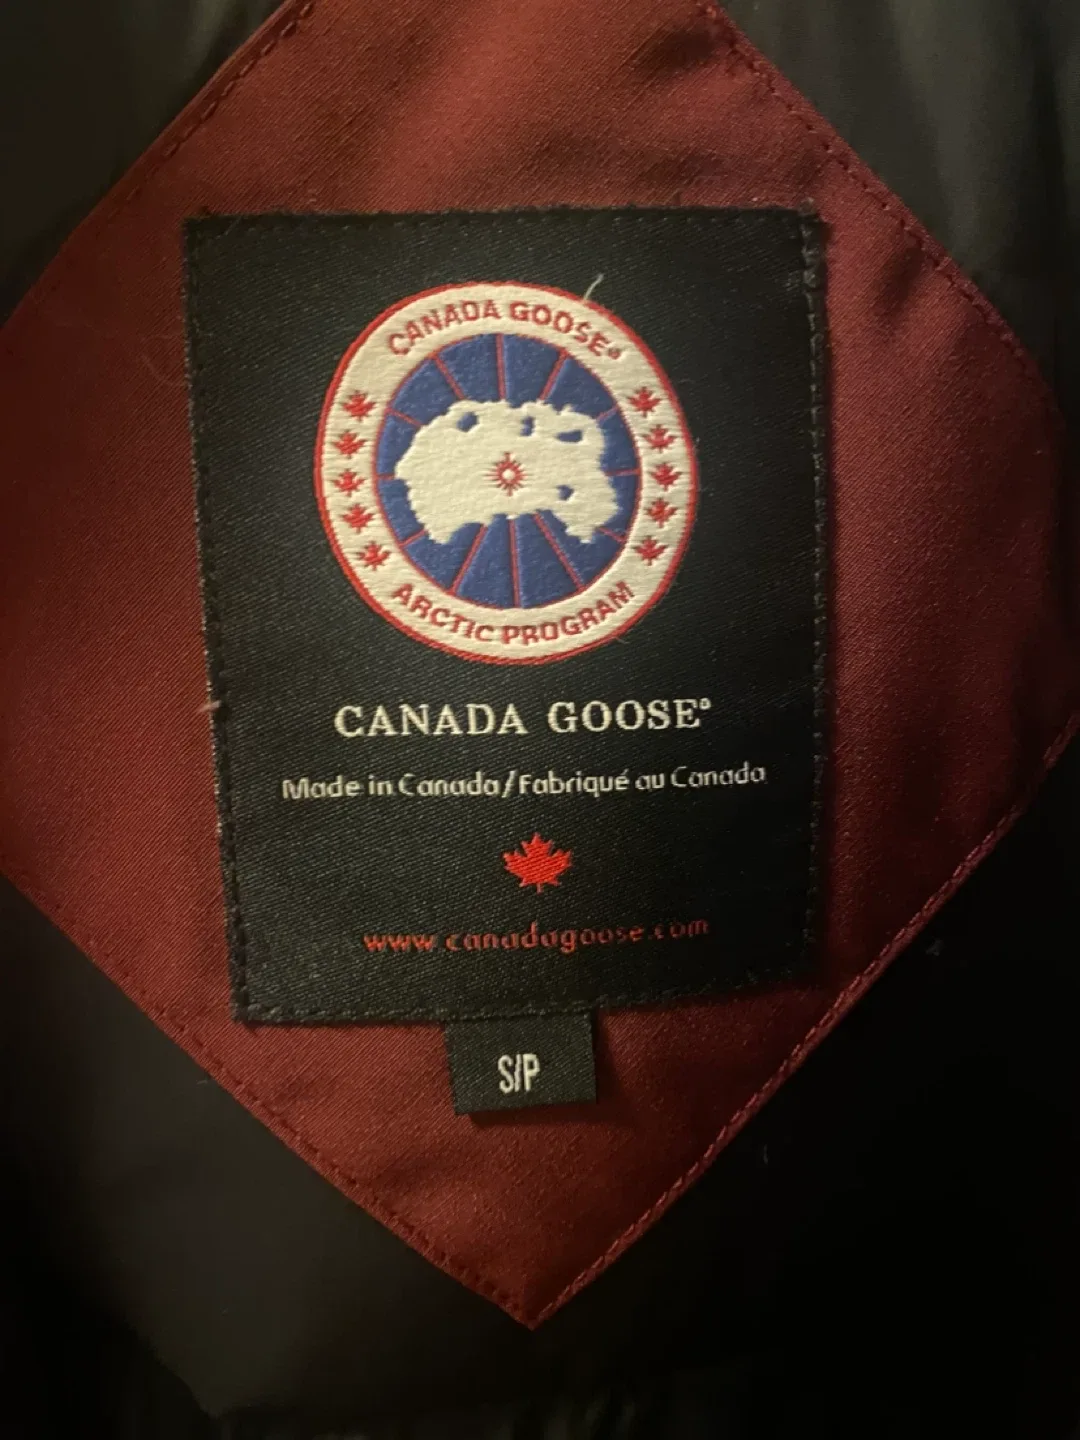 CANADA GOOSE®
ARCTIC PROGRAM
CANADA GOOSE®
Made in Canada/Fabriqué au Canada
www.canadagoose.com
S/P